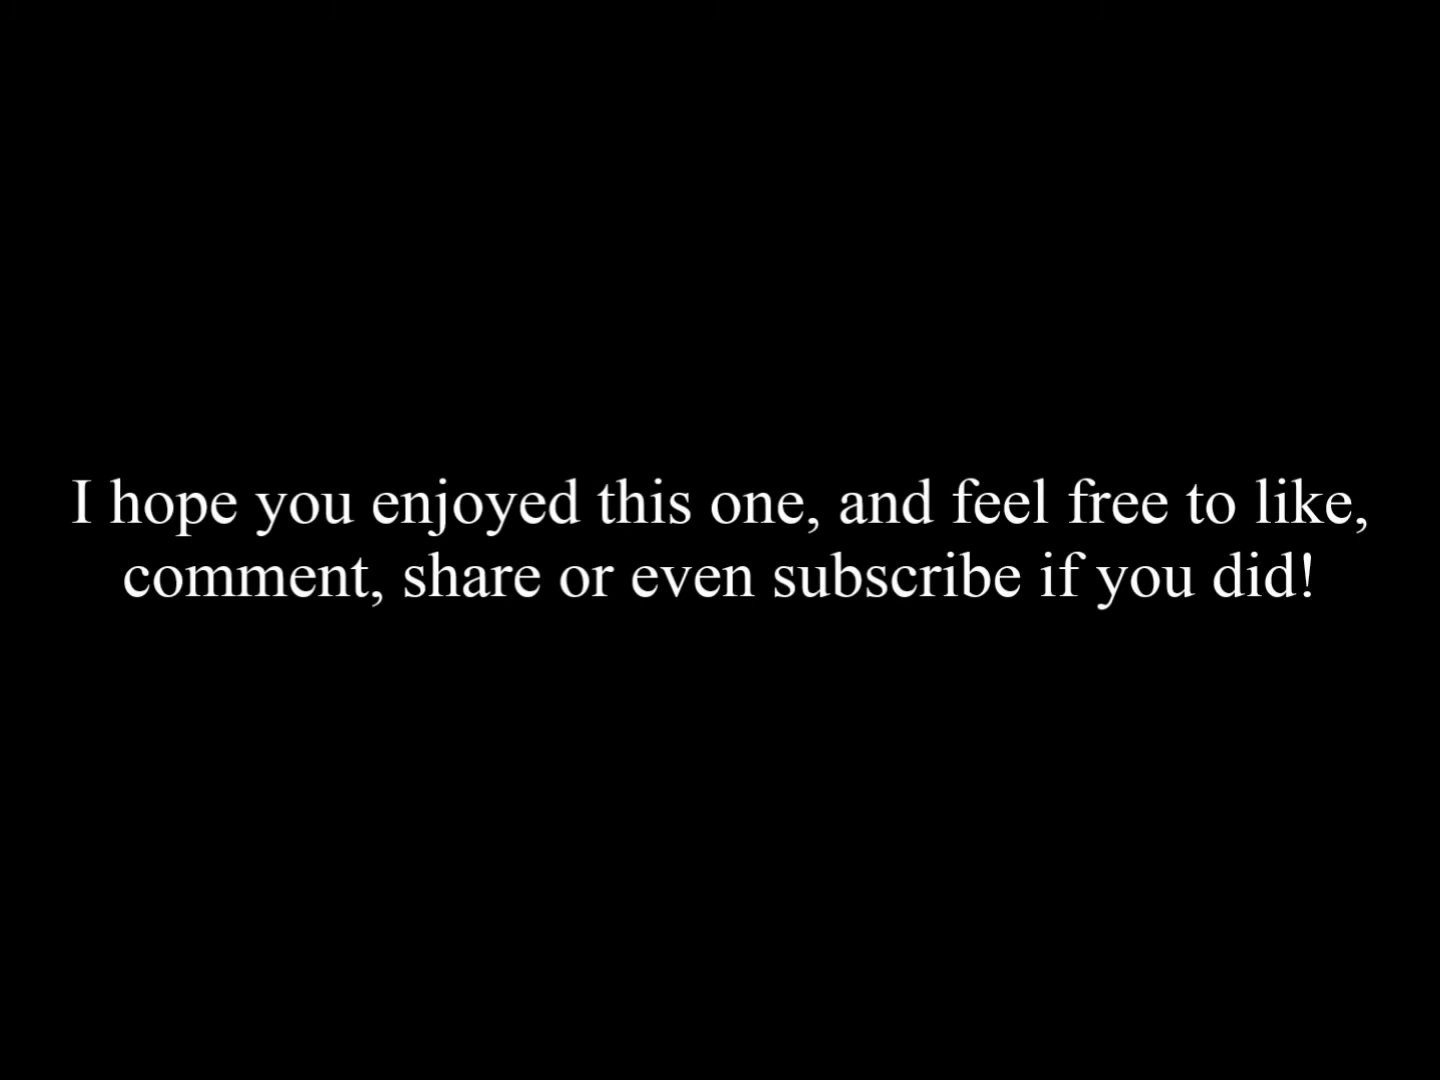 I hope you enjoyed this one, and feel free to like,
comment, share or even subscribe if you did!